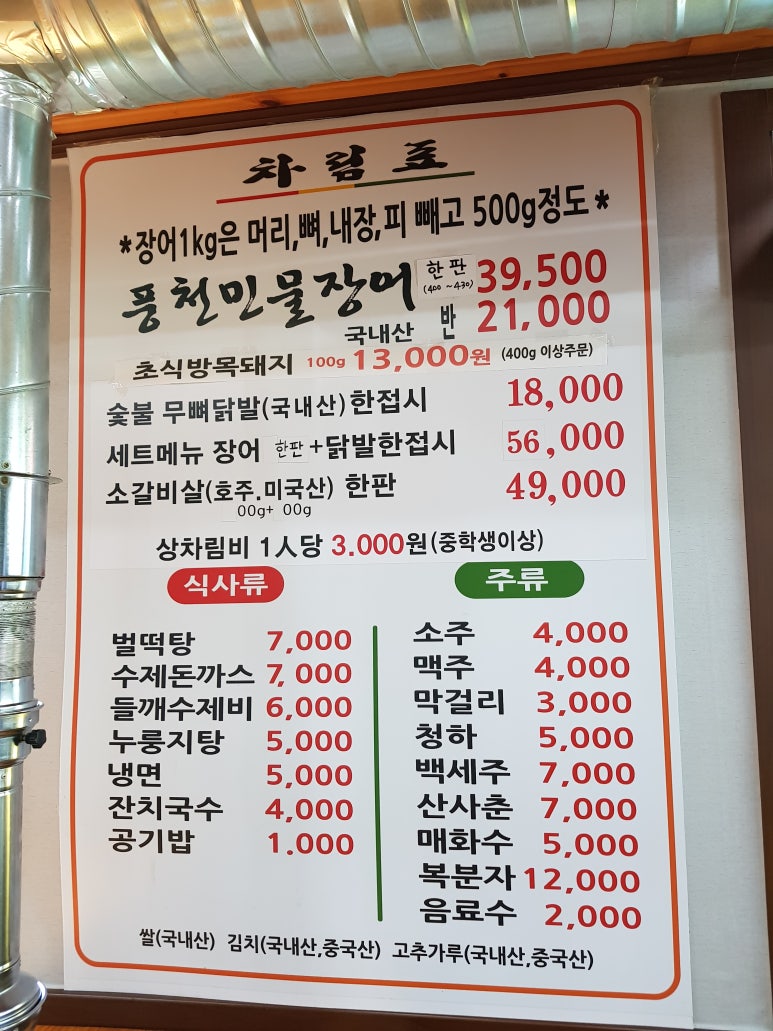 차림표
*장어1kg은 머리,뼈,내장,피 빼고 500g정도*
풍천민물장어 한판 (400~430) 39,500
국내산 반 21,000
초식방목돼지 100g 13,000원 (400g 이상주문)
숯불 무뼈닭발(국내산)한접시 18,000
세트메뉴 장어 한판+닭발한접시 56,000
소갈비살(호주.미국산) 한판 49,000
00g+ 00g
상차림비 1人당 3.000원(중학생이상)
식사류
벌떡탕 7,000
수제돈까스 7,000
들깨수제비 6,000
누룽지탕 5,000
냉면 5,000
잔치국수 4,000
공기밥 1.000
주류
소주 4,000
맥주 4,000
막걸리 3,000
청하 5,000
백세주 7,000
산사춘 7,000
매화수 5,000
복분자 12,000
음료수 2,000
쌀(국내산) 김치(국내산,중국산) 고추가루(국내산,중국산)